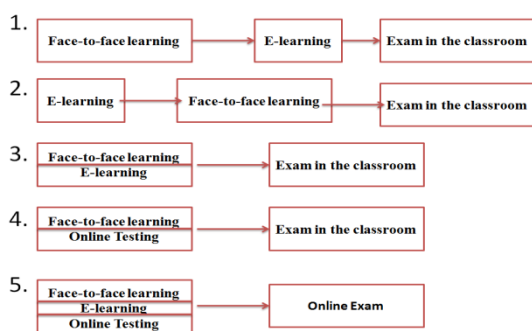 1.
Face-to-face learning E-learning Exam in the classroom
2.
E-learning Face-to-face learning Exam in the classroom
3.
Face-to-face learning
E-learning
Exam in the classroom
4.
Face-to-face learning
Online Testing
Exam in the classroom
5.
Face-to-face learning
E-learning
Online Testing
Online Exam